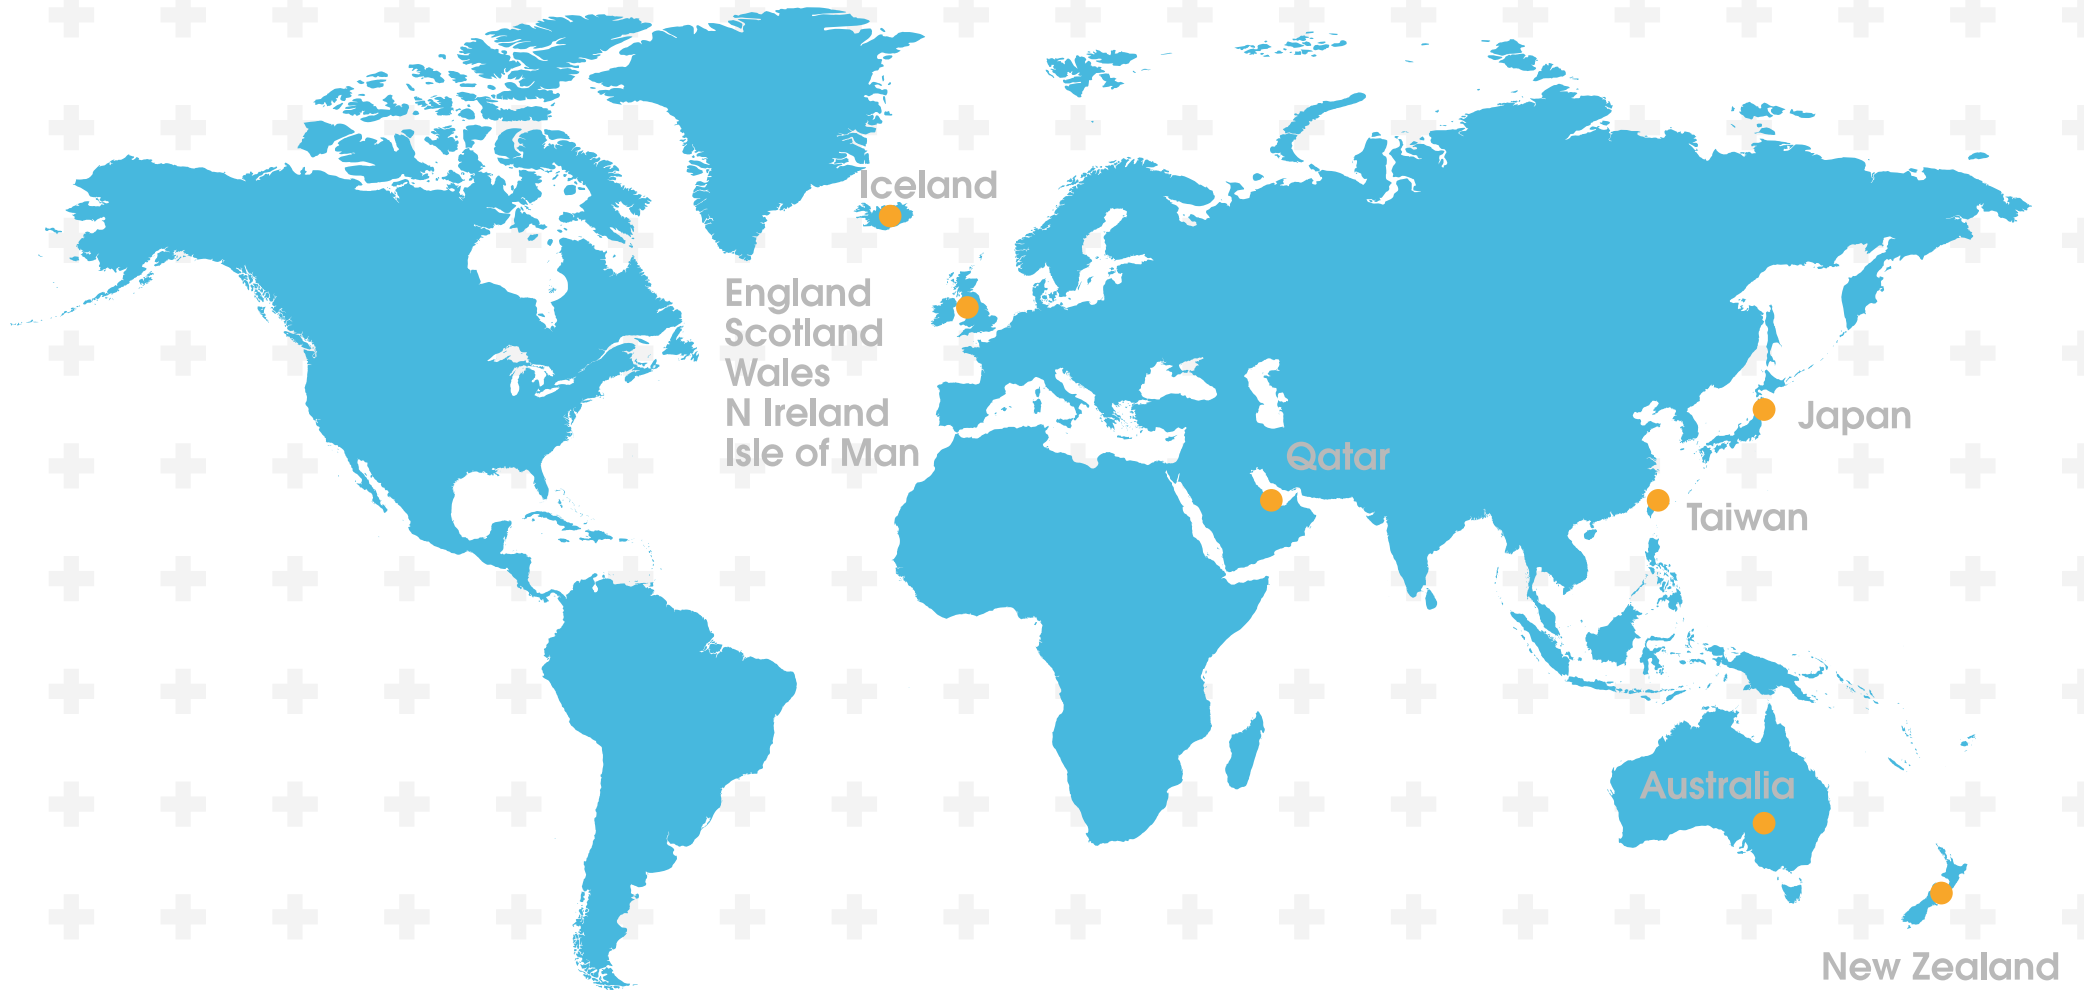 Iceland
England
Scotland
Wales
N Ireland
Isle of Man
Japan
Qatar
Taiwan
Australia
New Zealand